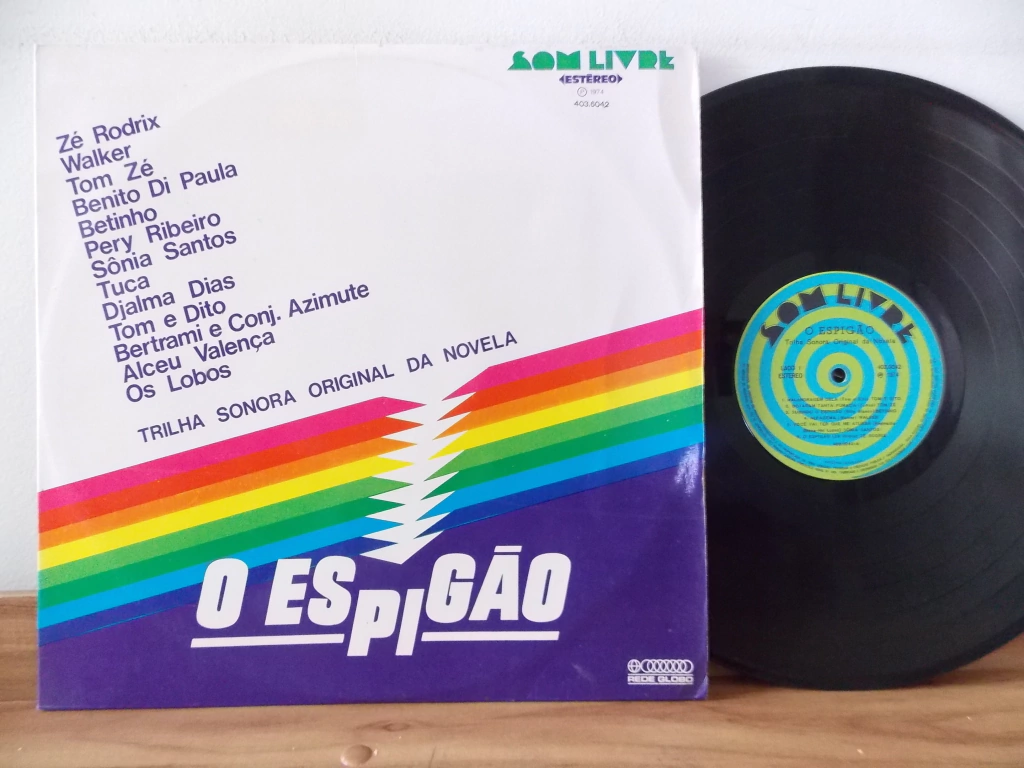 SOM LIVRE
ESTÉREO
℗ 1974
403.6042
Zé Rodrix
Walker
Tom Zé
Benito Di Paula
Betinho
Pery Ribeiro
Sônia Santos
Tuca
Djalma Dias
Tom e Dito
Bertrami e Conj. Azimute
Alceu Valença
Os Lobos
TRILHA SONORA ORIGINAL DA NOVELA
O ESPIGÃO
REDE GLOBO
SOM LIVRE
O ESPIGÃO
Trilha Sonora Original da Novela
LADO 1
ESTÉREO
403.6042